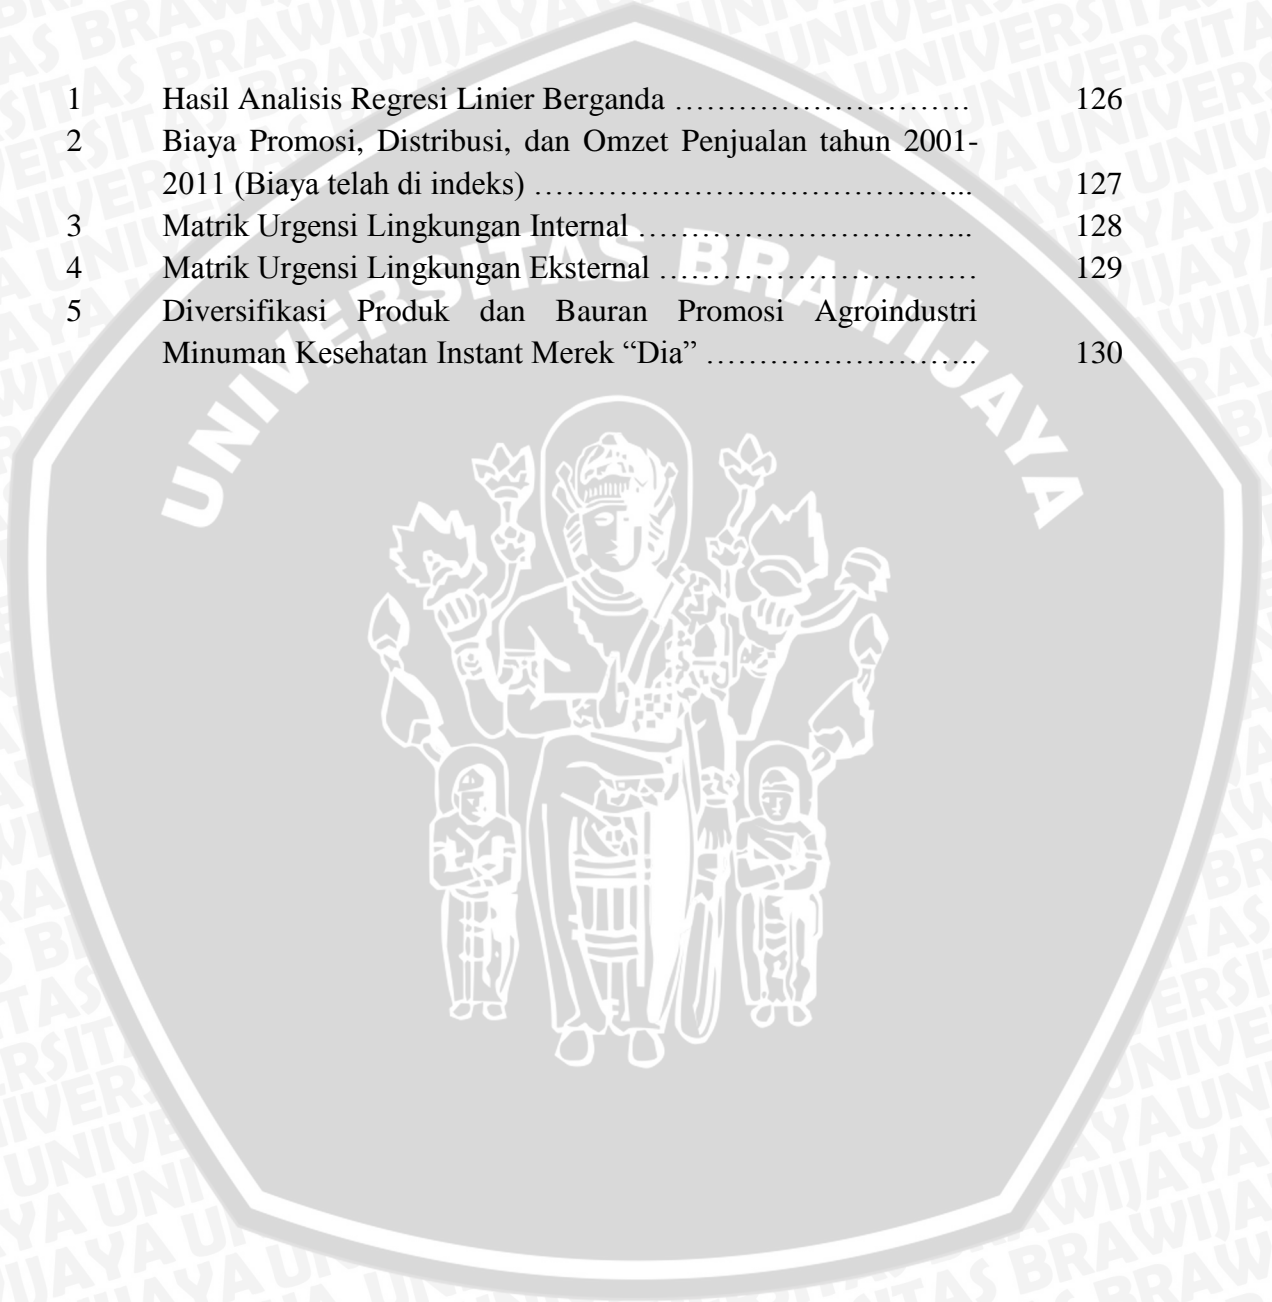 1 Hasil Analisis Regresi Linier Berganda ………………………. 126
2 Biaya Promosi, Distribusi, dan Omzet Penjualan tahun 2001-
2011 (Biaya telah di indeks) …………………………………... 127
3 Matrik Urgensi Lingkungan Internal ………………………….. 128
4 Matrik Urgensi Lingkungan Eksternal ………………………… 129
5 Diversifikasi Produk dan Bauran Promosi Agroindustri
Minuman Kesehatan Instant Merek “Dia” ……………………. 130
UNIVERSITAS BRAWIJAYA